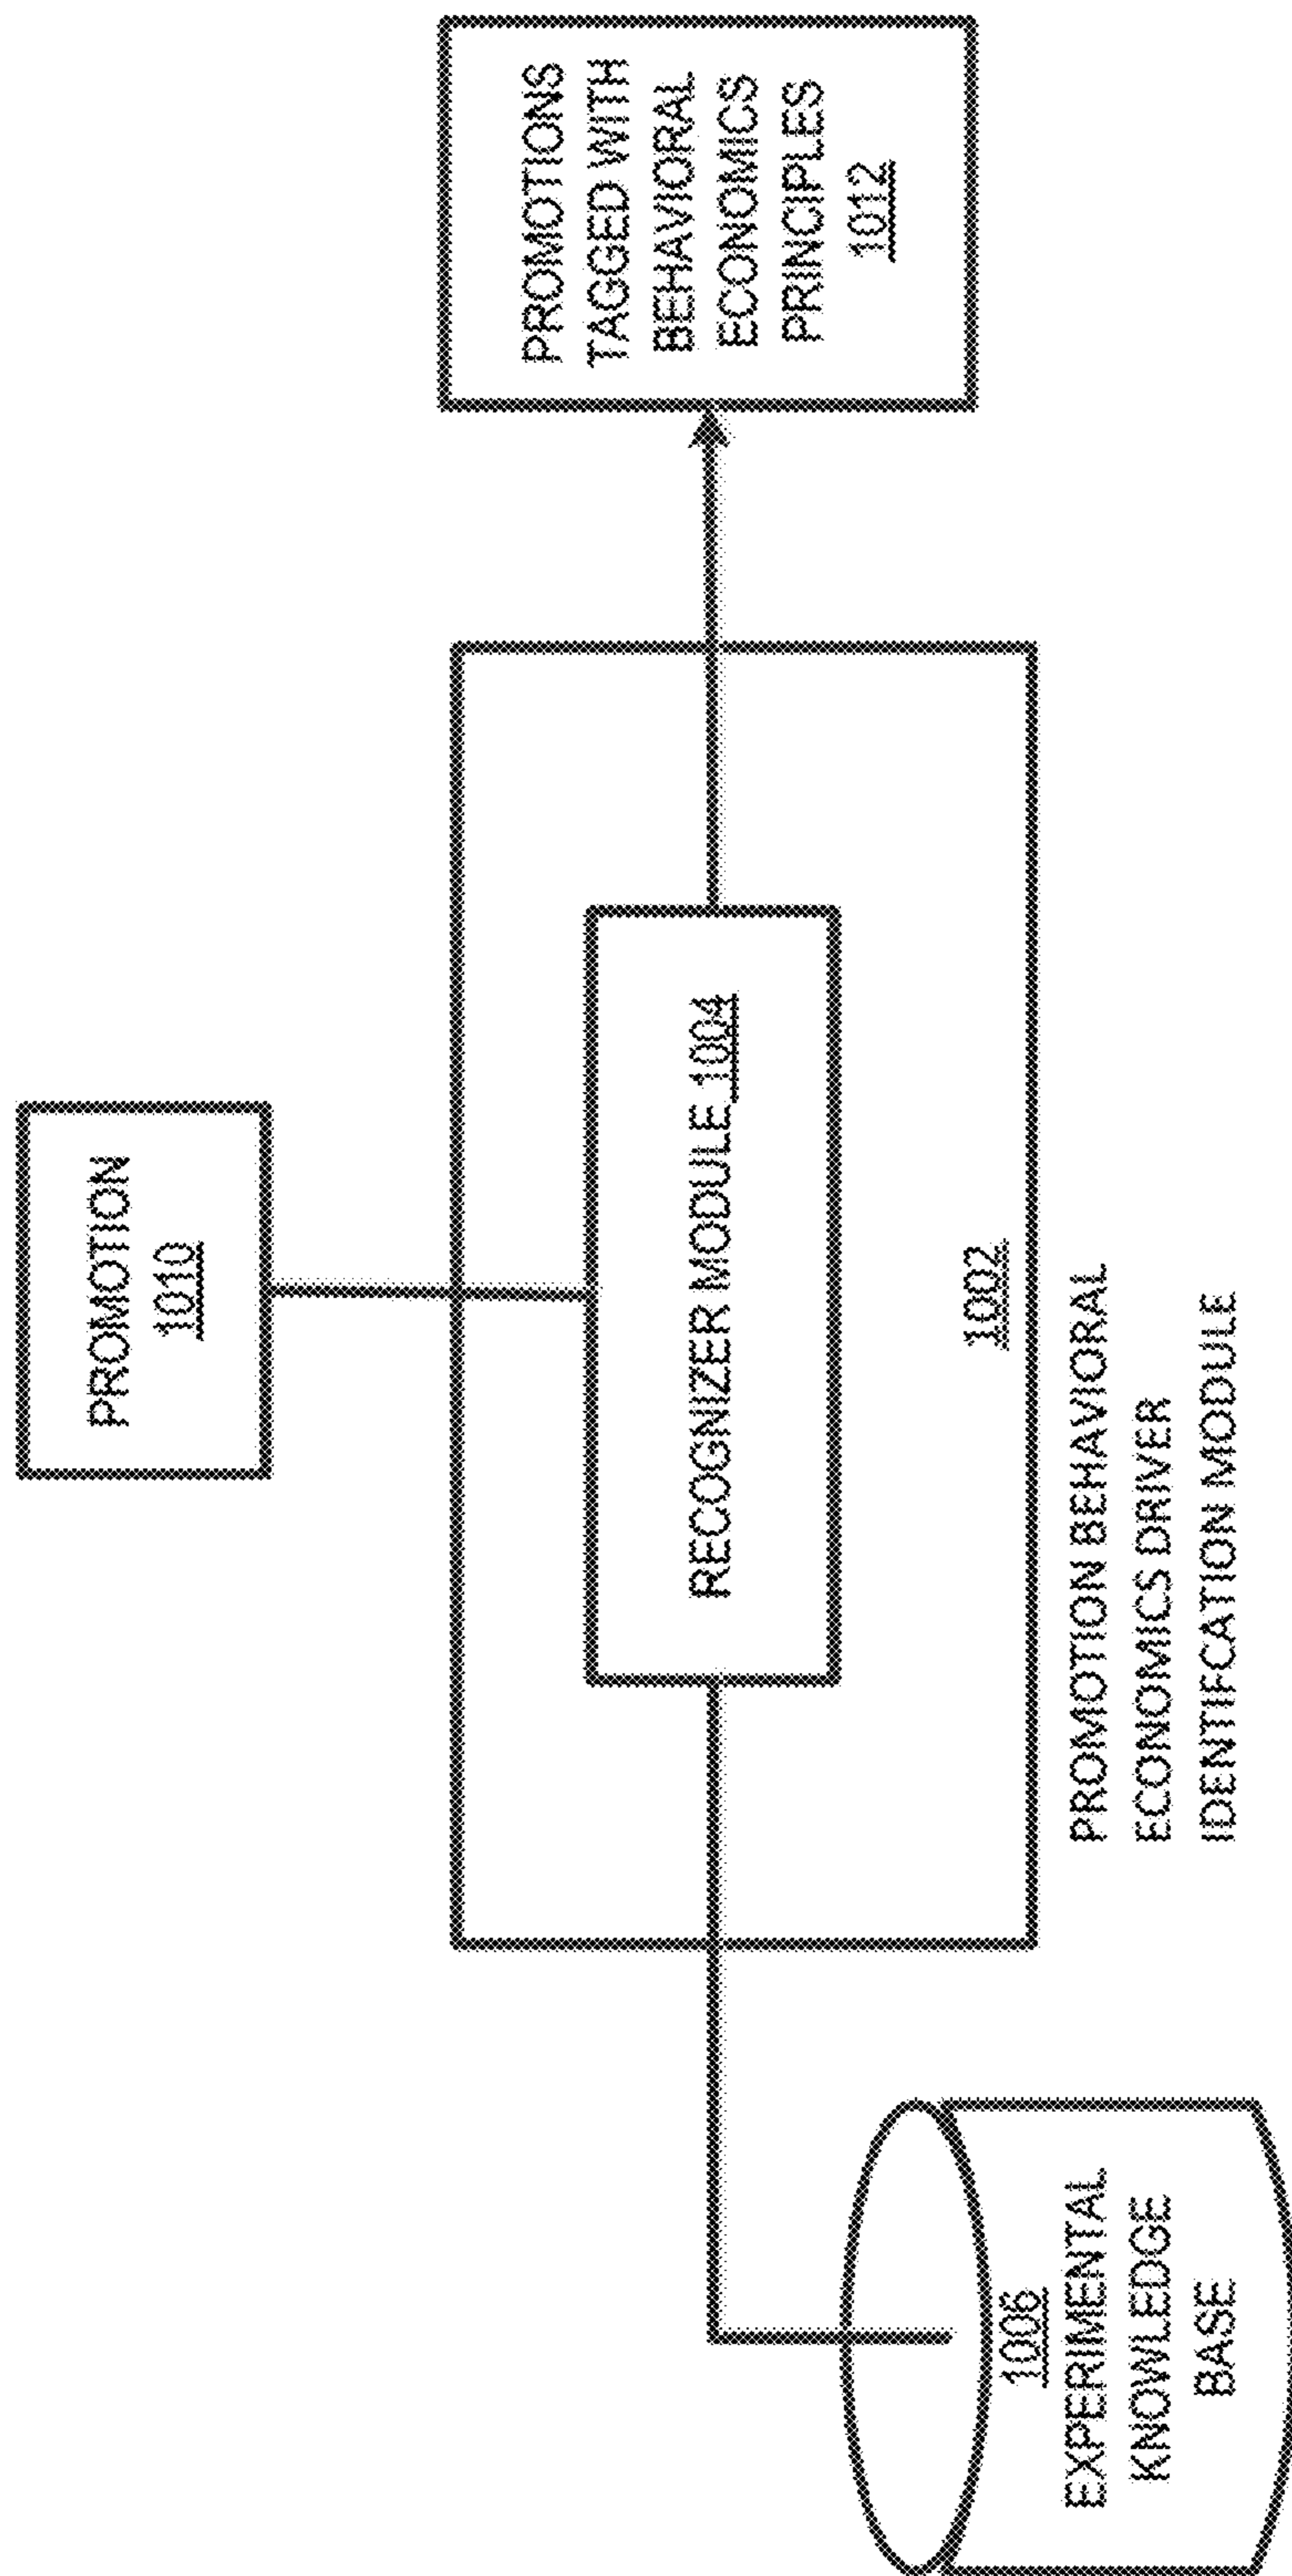 PROMOTION
1010
PROMOTIONS
TAGGED WITH
BEHAVIORAL
ECONOMICS
PRINCIPLES
1012
RECOGNIZER MODULE 1004
1002
PROMOTION BEHAVIORAL
ECONOMICS DRIVER
IDENTIFCATION MODULE
1006
EXPERIMENTAL
KNOWLEDGE
BASE